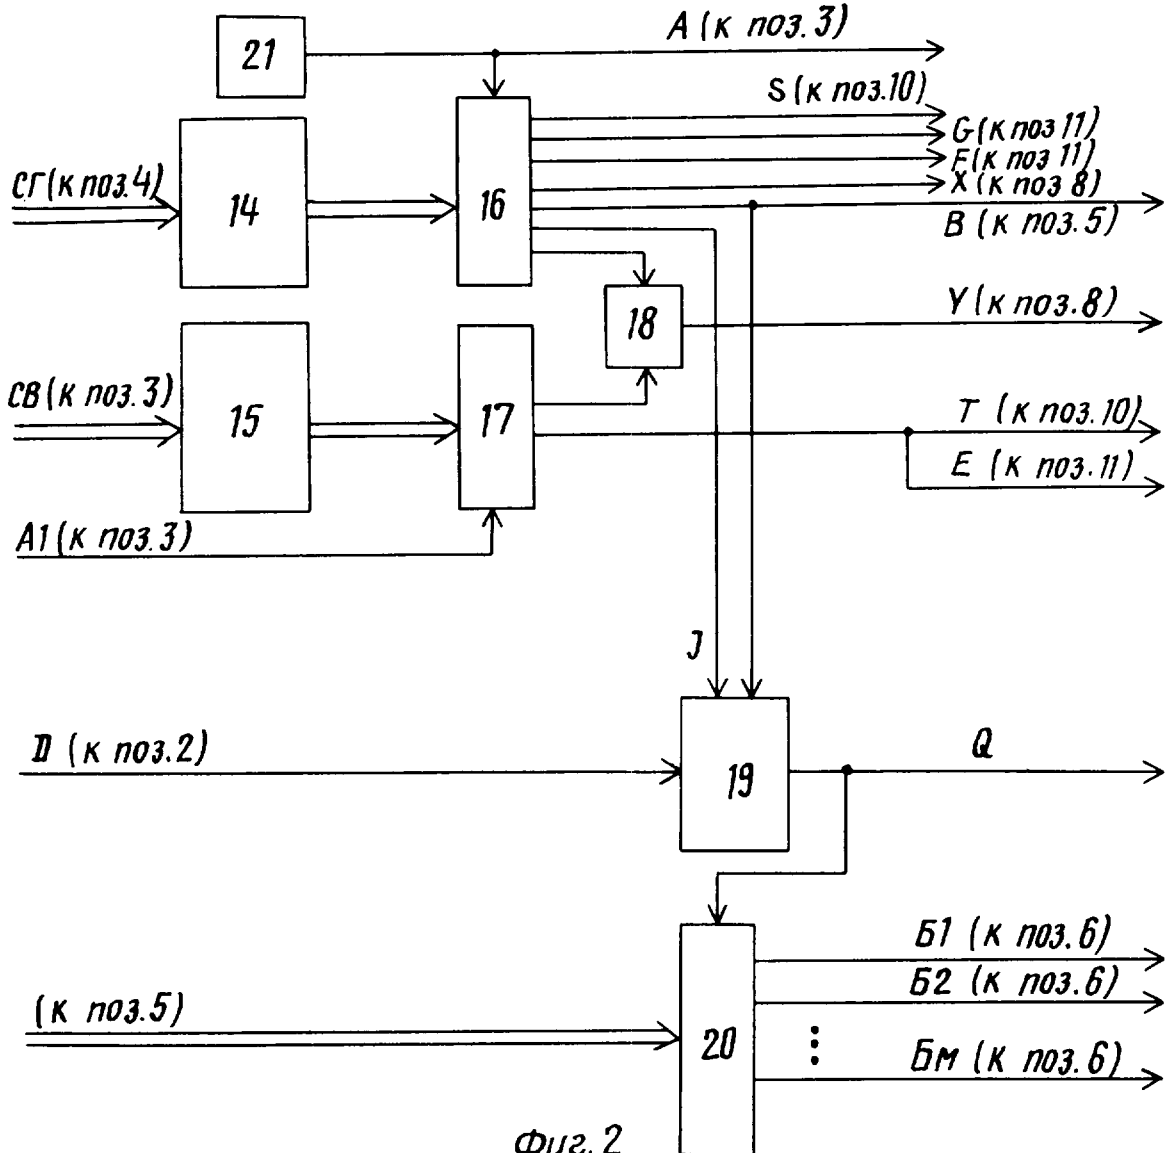 21
A (к поз. 3)
S (к поз.10)
G (к поз 11)
F (к поз 11)
X (к поз 8)
B (к поз.5)
СГ (к поз.4)
14
16
18
Y (к поз.8)
СВ (к поз.3)
15
17
T (к поз.10)
E (к поз.11)
A1 (к поз.3)
J
D (к поз.2)
19
Q
(к поз.5)
20
Б1 (к поз.6)
Б2 (к поз.6)
Бм (к поз.6)
Фиг.2